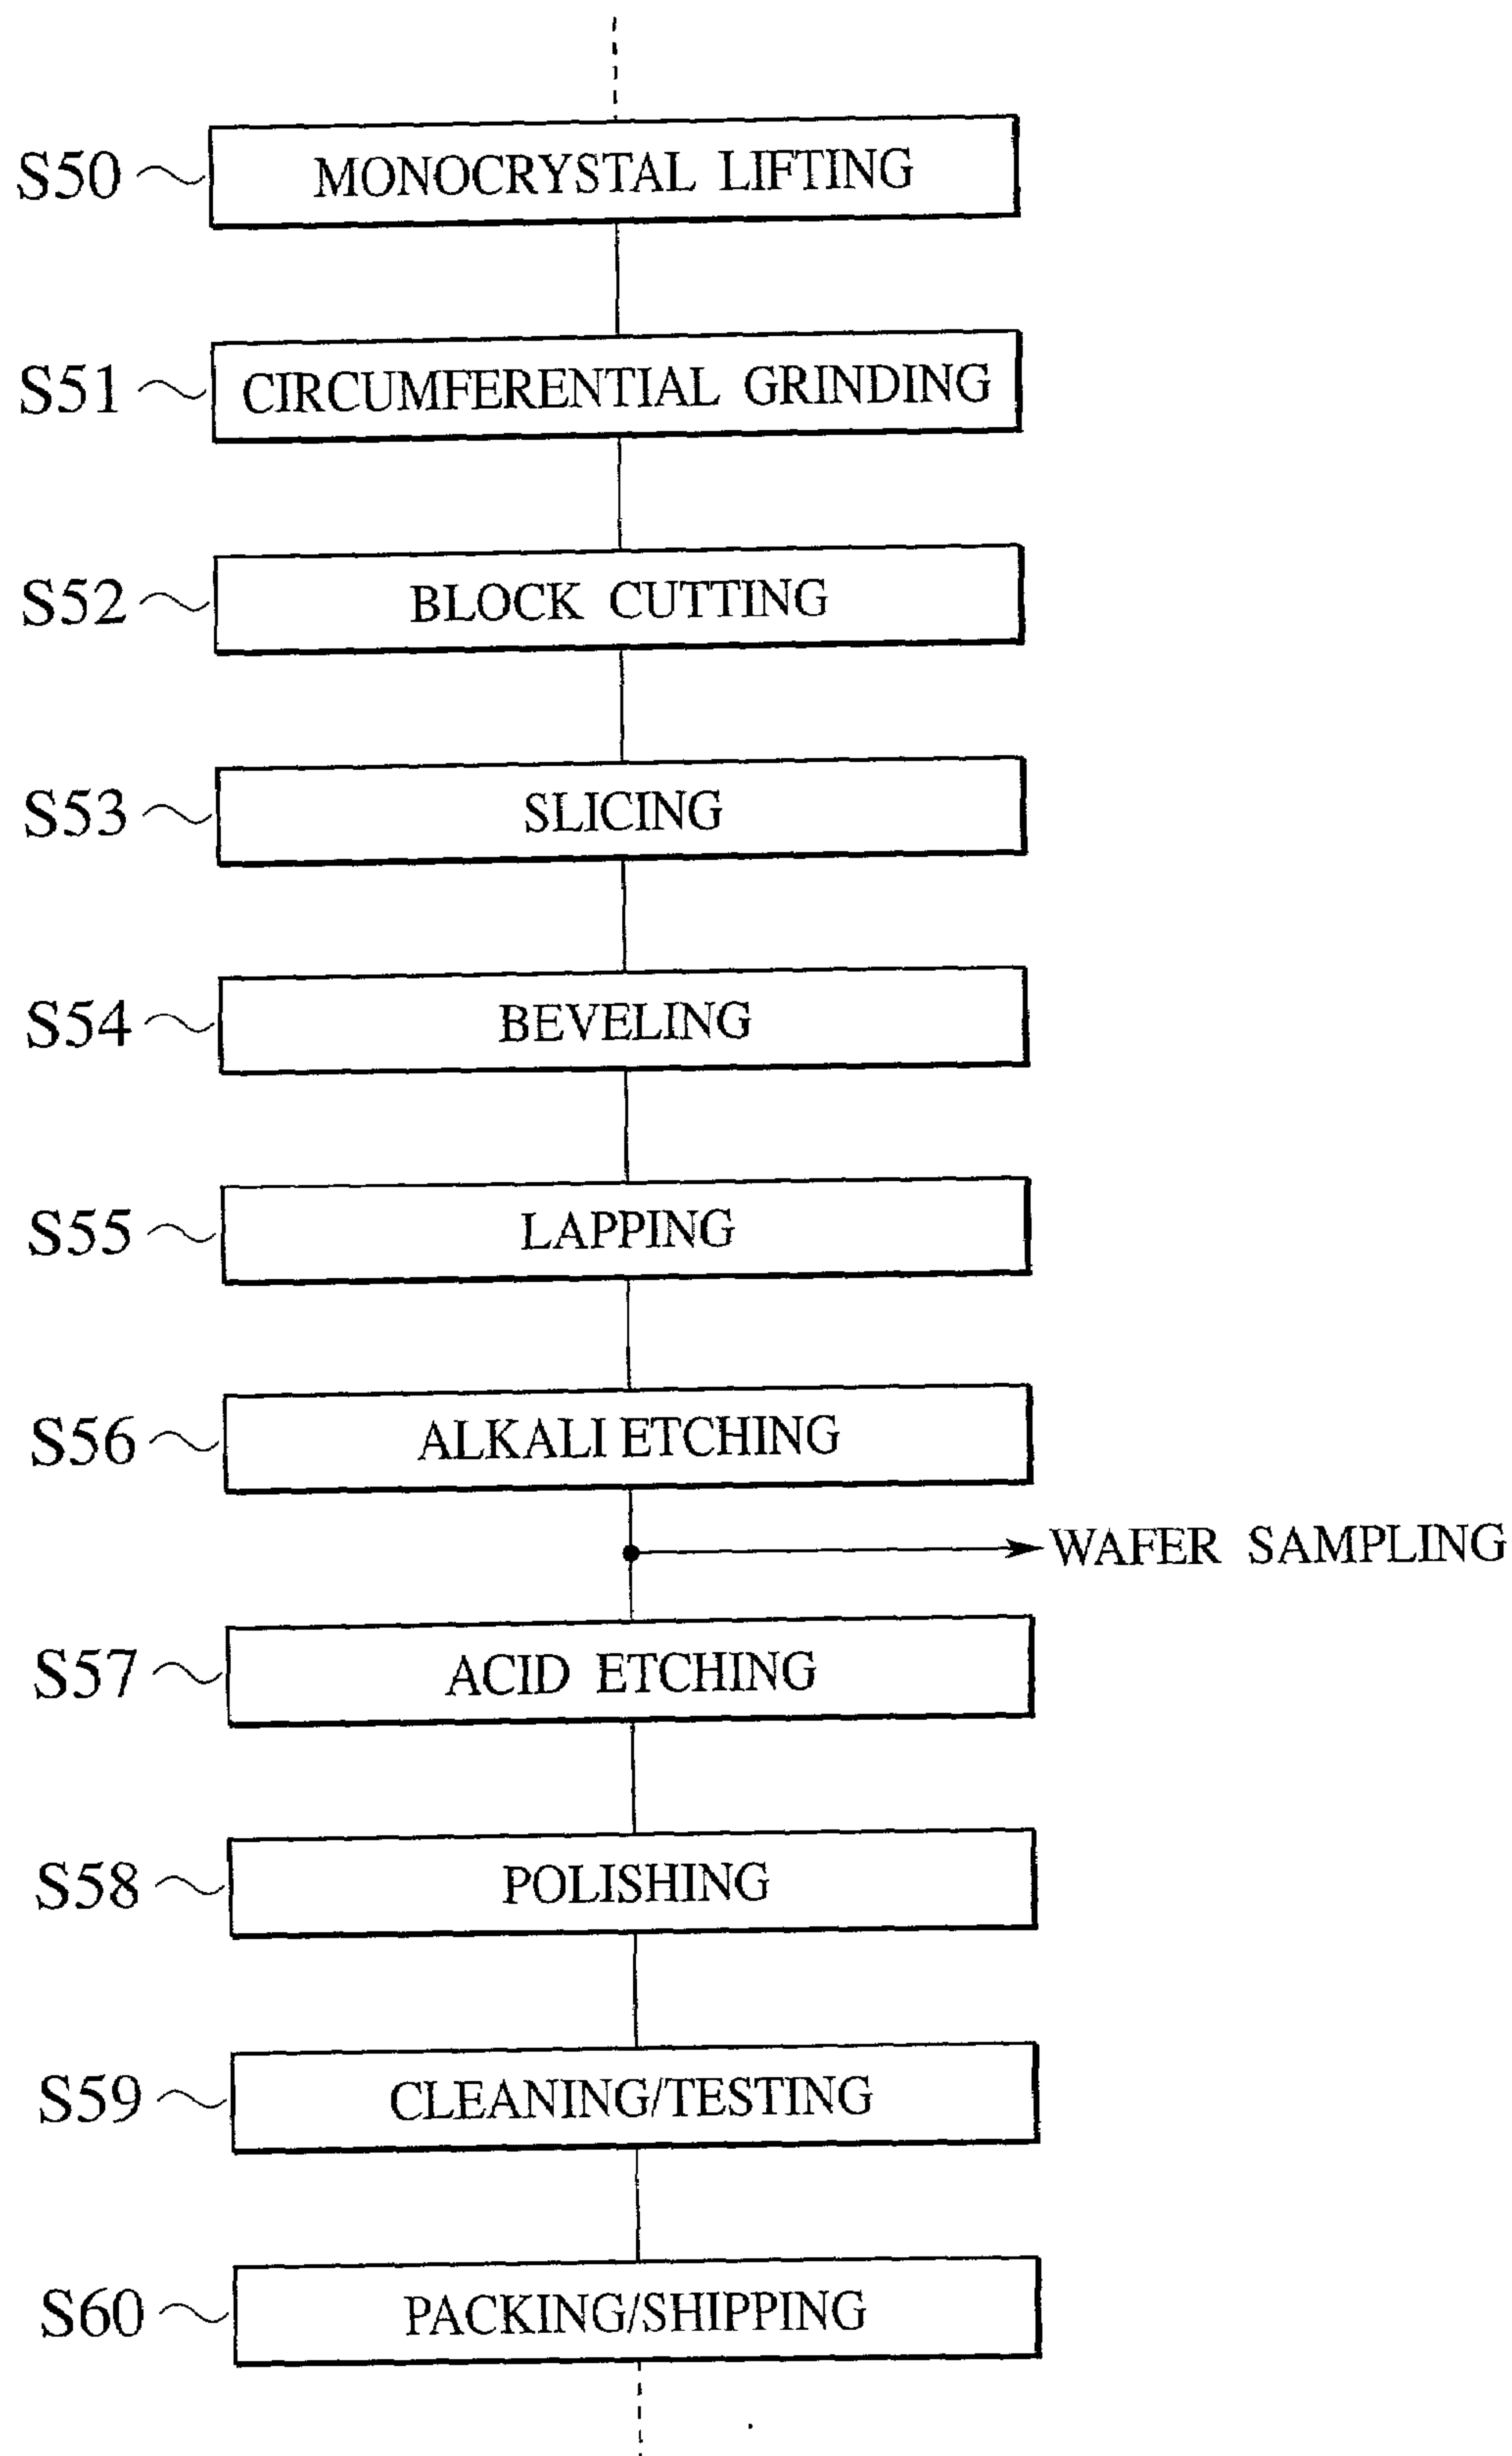 S50 MONOCRYSTAL LIFTING
S51 CIRCUMFERENTIAL GRINDING
S52 BLOCK CUTTING
S53 SLICING
S54 BEVELING
S55 LAPPING
S56 ALKALI ETCHING
WAFER SAMPLING
S57 ACID ETCHING
S58 POLISHING
S59 CLEANING/TESTING
S60 PACKING/SHIPPING